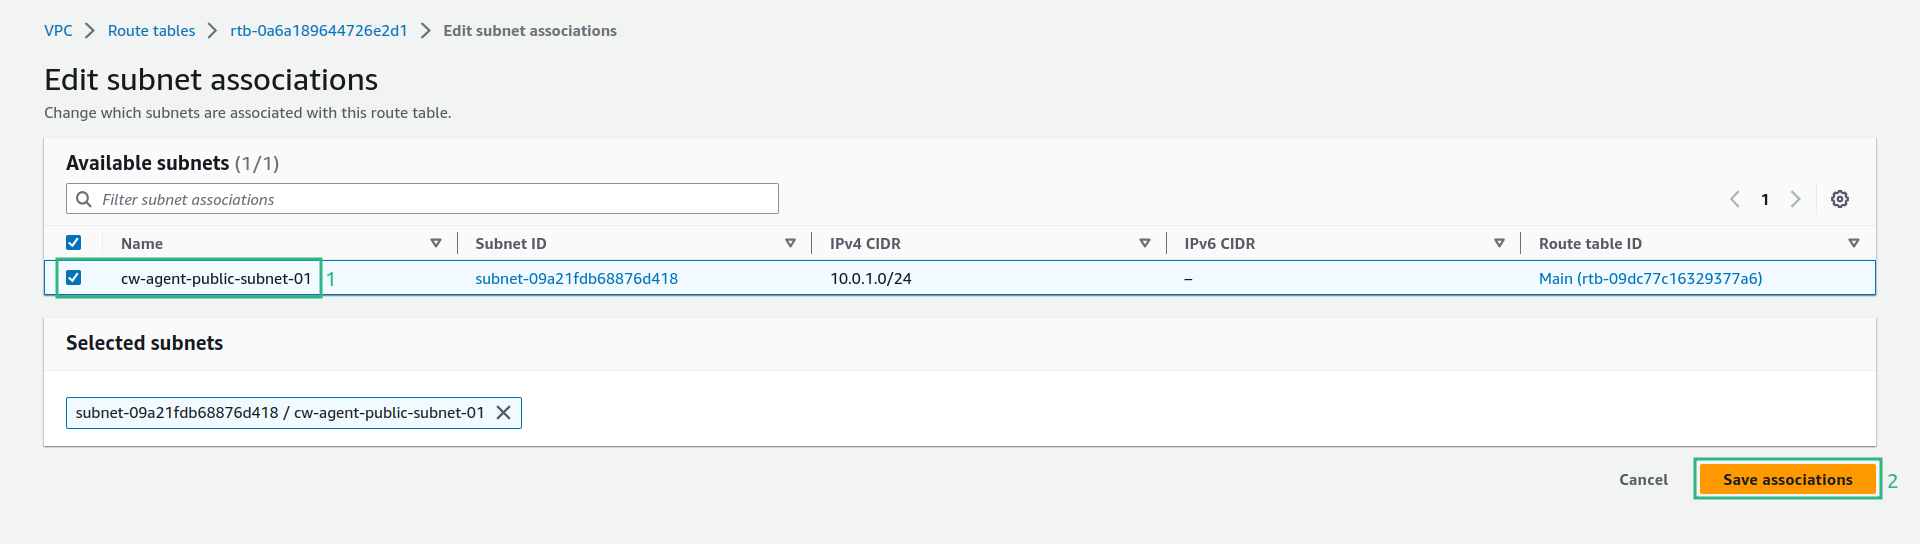 VPC > Route tables > rtb-0a6a189644726e2d1 > Edit subnet associations
Edit subnet associations
Change which subnets are associated with this route table.
Available subnets (1/1)
Filter subnet associations
1
Name Subnet ID IPv4 CIDR IPv6 CIDR Route table ID
cw-agent-public-subnet-01 1 subnet-09a21fdb68876d418 10.0.1.0/24 – Main (rtb-09dc77c16329377a6)
Selected subnets
subnet-09a21fdb68876d418 / cw-agent-public-subnet-01
Cancel Save associations 2